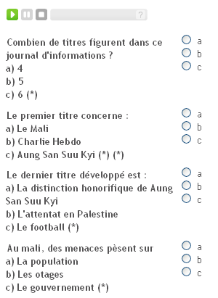 ?
Combien de titres figurent dans ce a
journal d'informations ? b
a) 4 c
b) 5
c) 6 (*)
Le premier titre concerne : a
a) Le Mali b
b) Charlie Hebdo c
c) Aung San Suu Kyi (*) (*)
Le dernier titre développé est : a
a) La distinction honorifique de Aung b
San Suu Kyi c
b) L'attentat en Palestine
c) Le football (*)
Au mali, des menaces pèsent sur a
a) La population b
b) Les otages c
c) Le gouvernement (*)